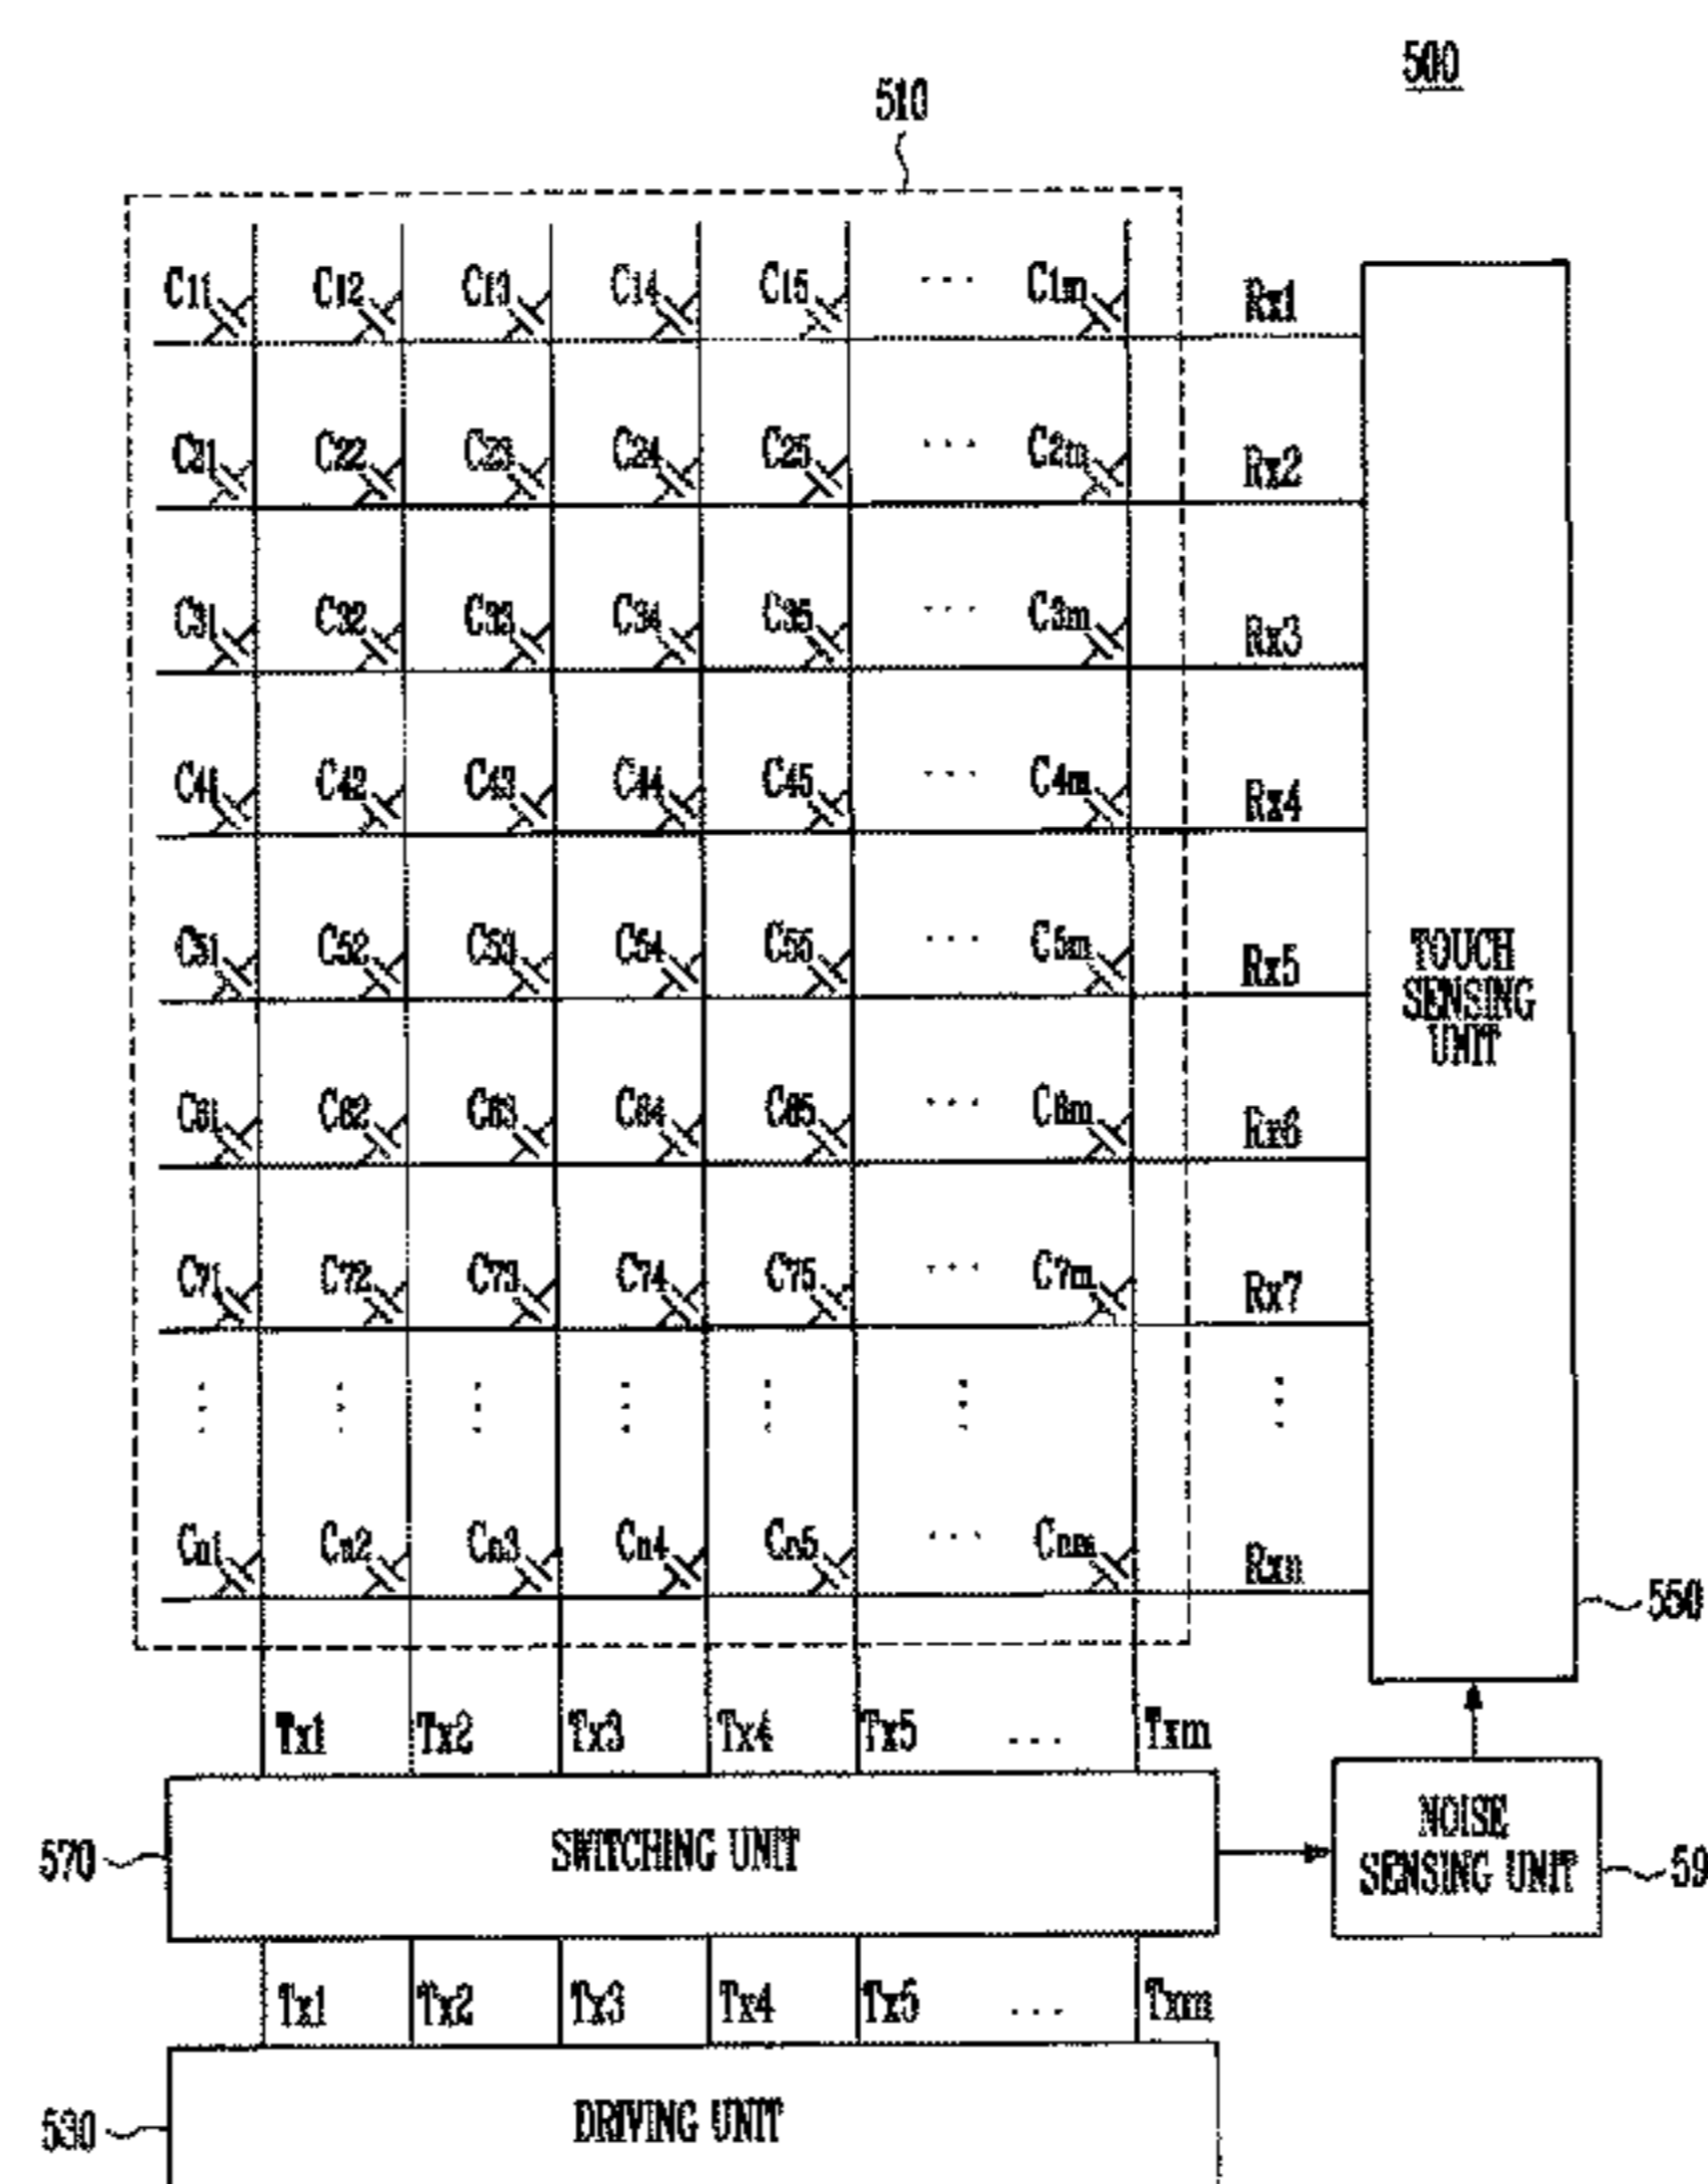 500
510
C11 C12 C13 C14 C15 ... C1m Rx1
C21 C22 C23 C24 C25 ... C2m Rx2
C31 C32 C33 C34 C35 ... C3m Rx3
C41 C42 C43 C44 C45 ... C4m Rx4
C51 C52 C53 C54 C55 ... C5m Rx5
TOUCH
SENSING
UNIT
C61 C62 C63 C64 C65 ... C6m Rx6
C71 C72 C73 C74 C75 ... C7m Rx7
Cn1 Cn2 Cn3 Cn4 Cn5 ... Cnm Rxn
550
Tx1 Tx2 Tx3 Tx4 Tx5 ... Txm
570 SWITCHING UNIT
NOISE
SENSING UNIT 59
Tx1 Tx2 Tx3 Tx4 Tx5 ... Txm
530 DRIVING UNIT